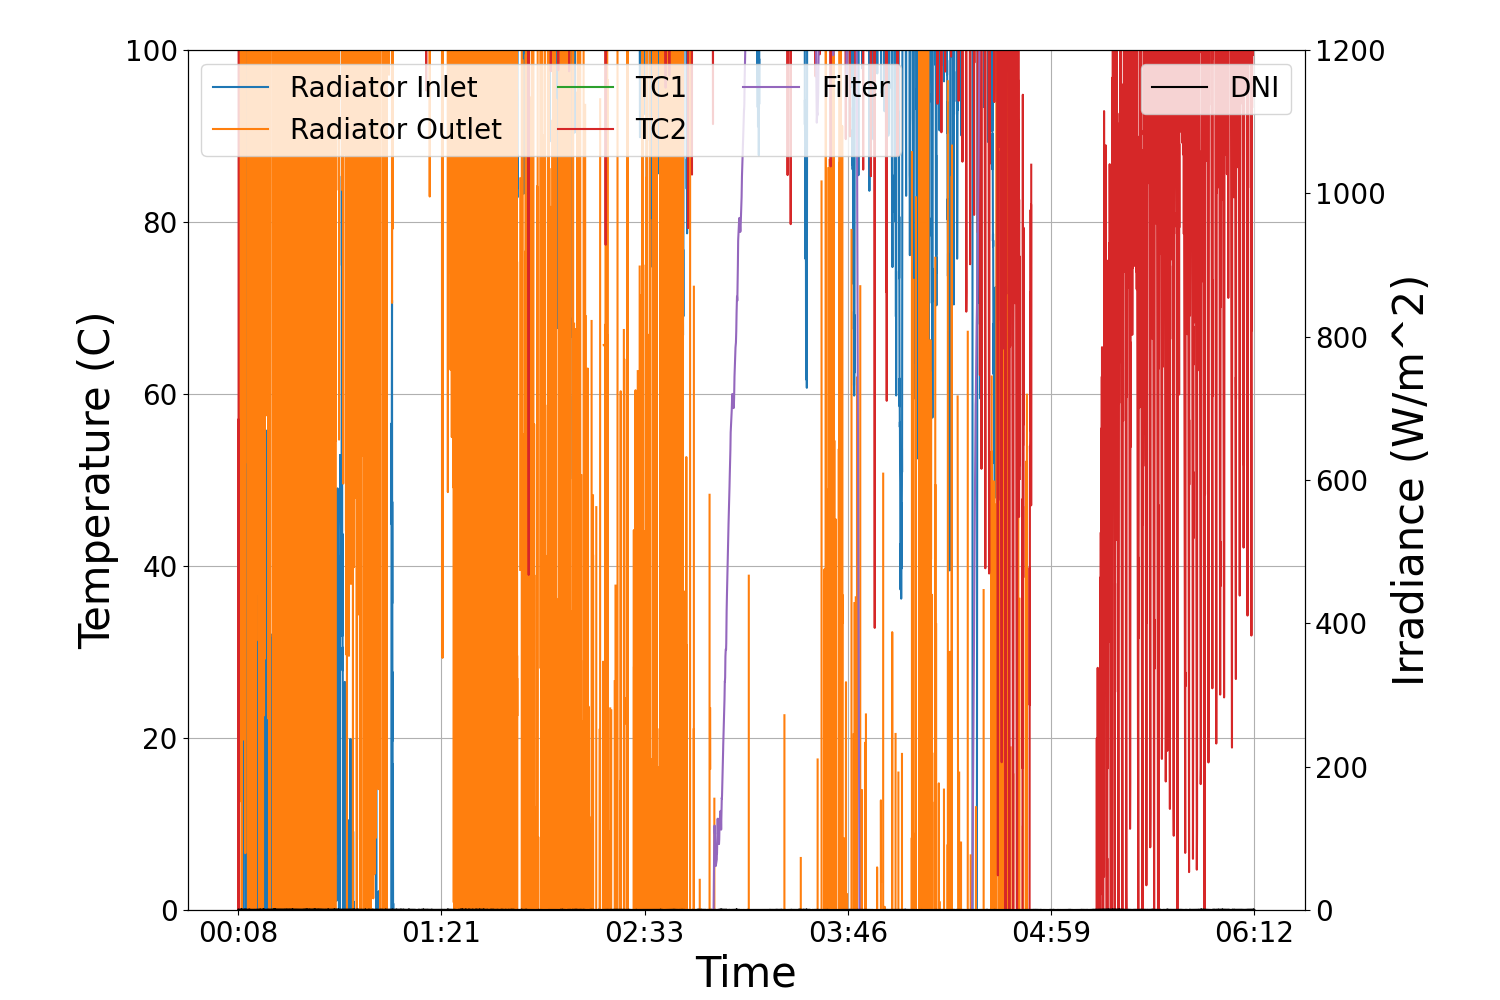 100
80
60
40
20
0
Temperature (C)
Radiator Inlet
Radiator Outlet
TC1
TC2
Filter
DNI
1200
1000
800
600
400
200
0
Irradiance (W/m^2)
00:08
01:21
02:33
03:46
04:59
06:12
Time